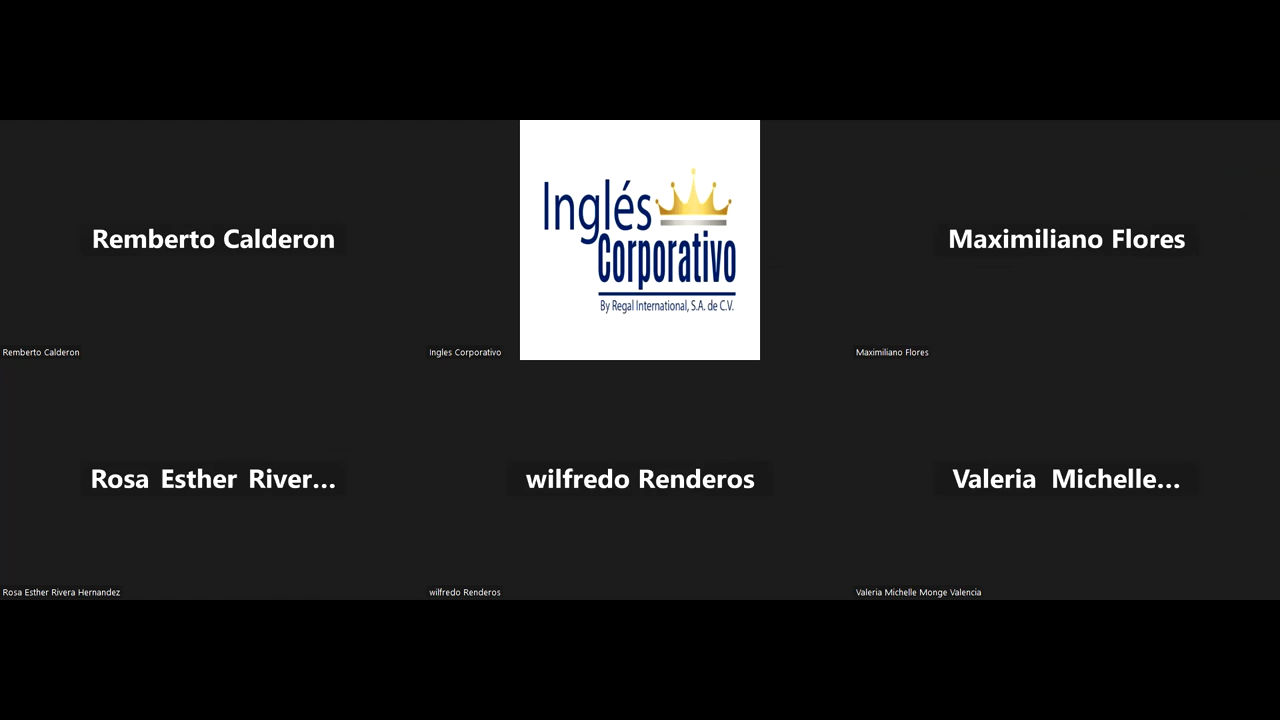 Remberto Calderon
Remberto Calderon
Inglés
Corporativo
By Regal International, S.A. de C.V.
Ingles Corporativo
Maximiliano Flores
Maximiliano Flores
Rosa Esther River...
Rosa Esther Rivera Hernandez
wilfredo Renderos
wilfredo Renderos
Valeria Michelle...
Valeria Michelle Monge Valencia